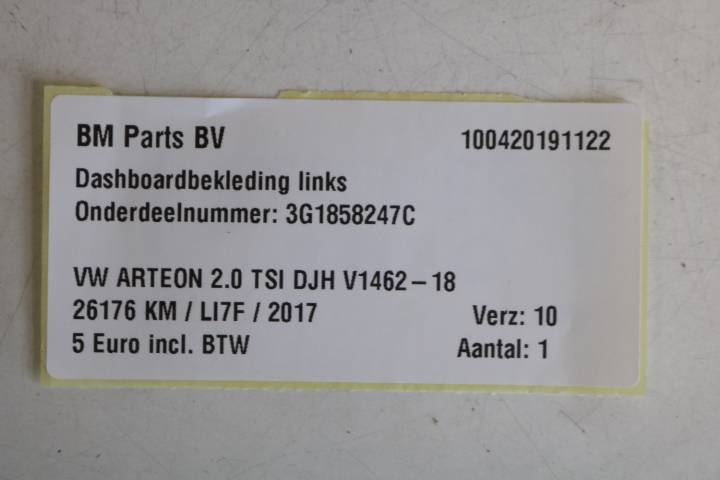 BM Parts BV 100420191122
Dashboardbekleding links
Onderdeelnummer: 3G1858247C
VW ARTEON 2.0 TSI DJH V1462-18
26176 KM / LI7F / 2017 Verz: 10
5 Euro incl. BTW Aantal: 1